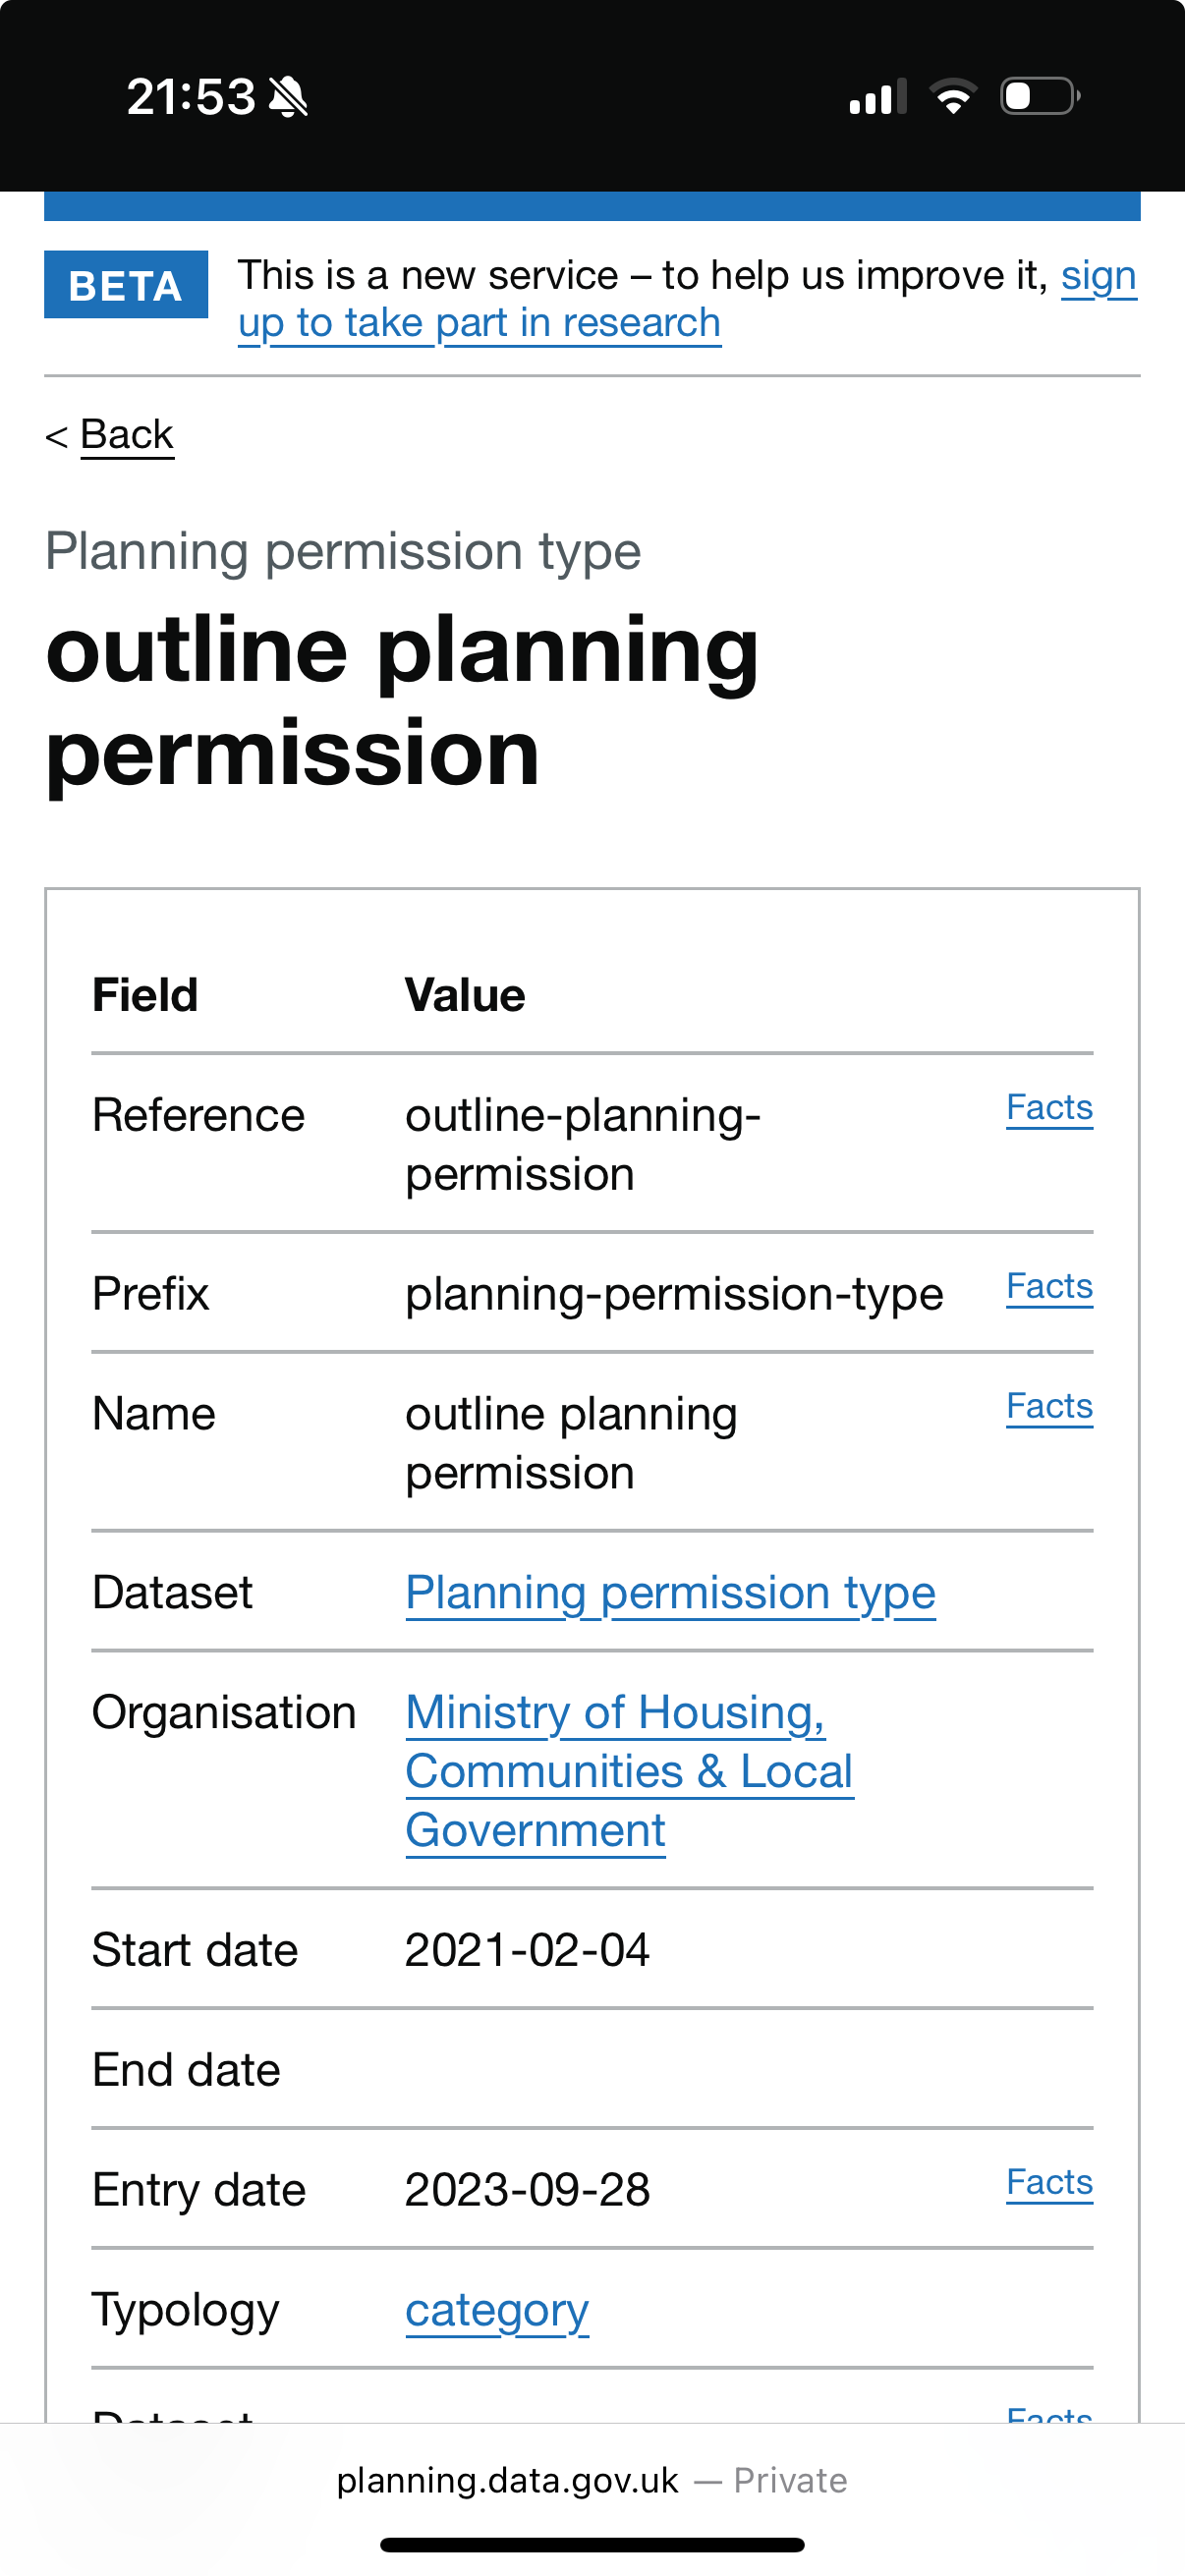 21:53
BETA
This is a new service – to help us improve it, sign
up to take part in research
< Back
Planning permission type
outline planning
permission
Field Value
Reference outline-planning- Facts
permission
Prefix planning-permission-type Facts
Name outline planning Facts
permission
Dataset Planning permission type
Organisation Ministry of Housing,
Communities & Local
Government
Start date 2021-02-04
End date
Entry date 2023-09-28 Facts
Typology category
Dataset Facts
planning.data.gov.uk — Private